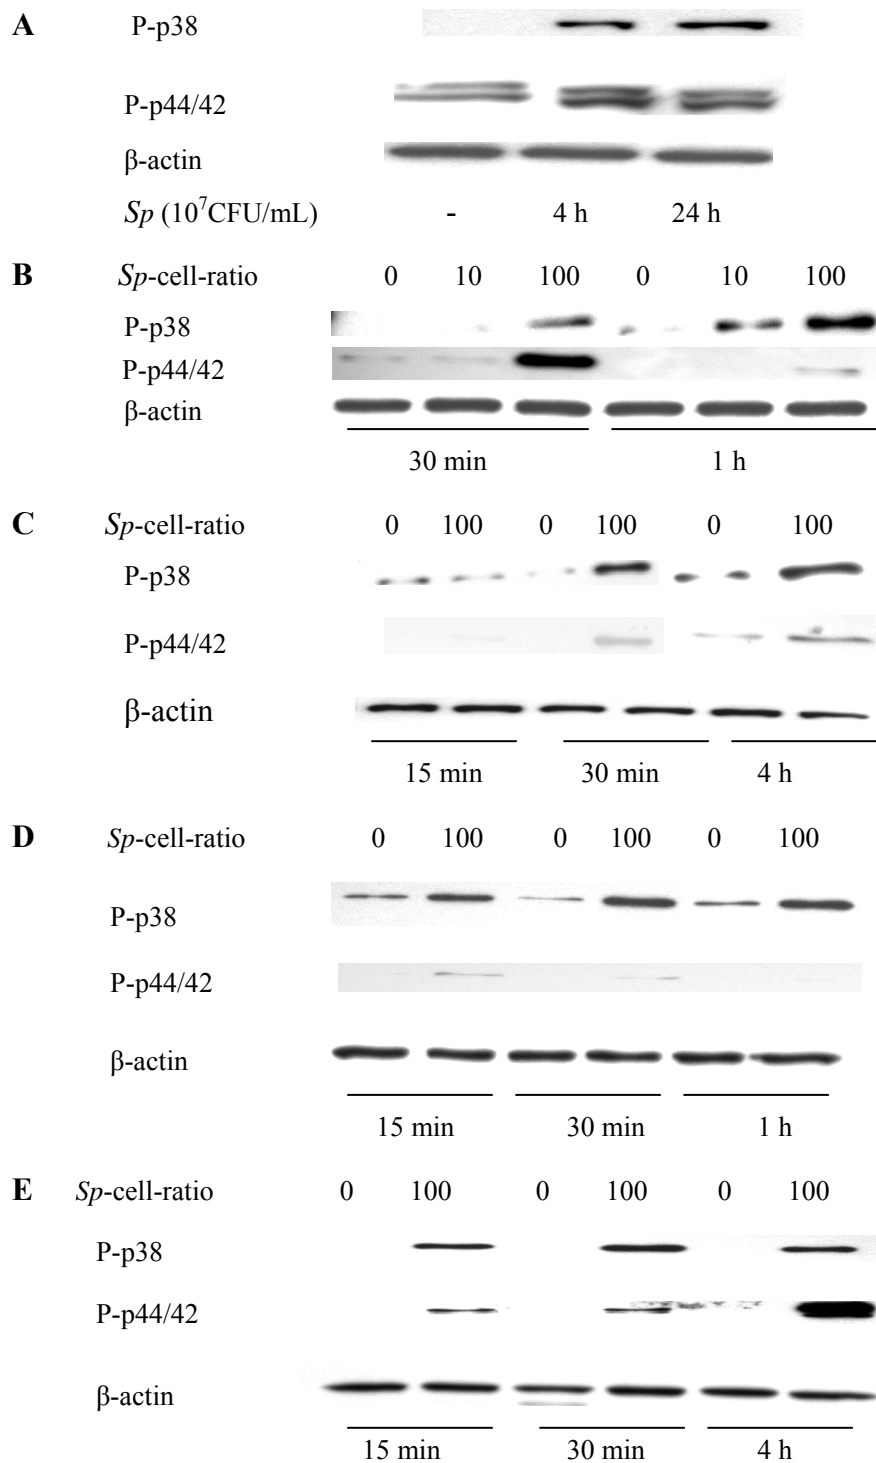 A P-p38
P-p44/42
β-actin
Sp (10⁷CFU/mL) - 4 h 24 h
B Sp-cell-ratio 0 10 100 0 10 100
P-p38
P-p44/42
β-actin
30 min 1 h
C Sp-cell-ratio 0 100 0 100 0 100
P-p38
P-p44/42
β-actin
15 min 30 min 4 h
D Sp-cell-ratio 0 100 0 100 0 100
P-p38
P-p44/42
β-actin
15 min 30 min 1 h
E Sp-cell-ratio 0 100 0 100 0 100
P-p38
P-p44/42
β-actin
15 min 30 min 4 h